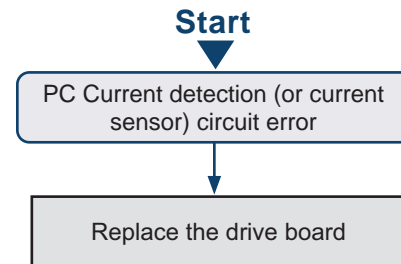 Start
PC Current detection (or current
sensor) circuit error
Replace the drive board